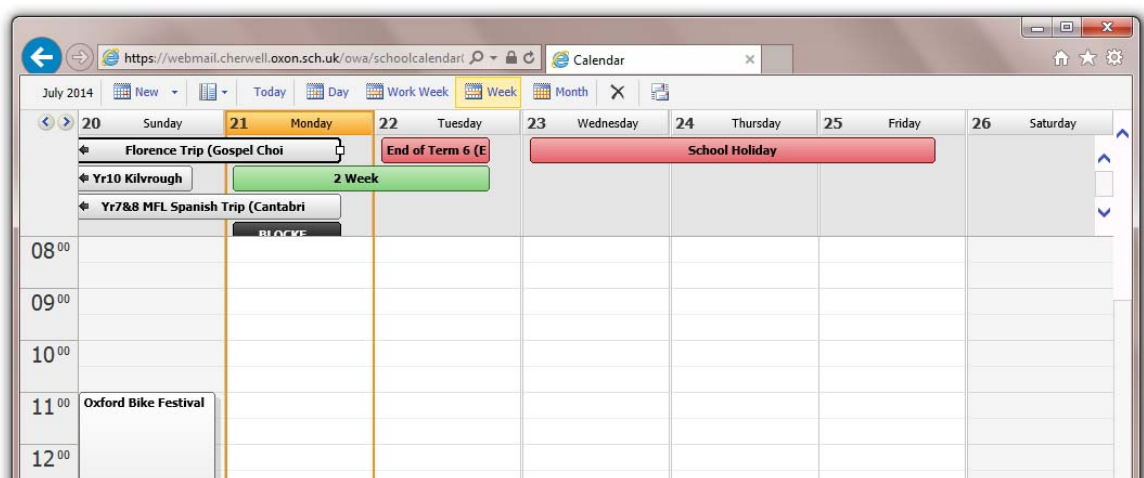 https://webmail.cherwell.oxon.sch.uk/owa/schoolcalendar( Calendar
July 2014 New Today Day Work Week Week Month
20 Sunday 21 Monday 22 Tuesday 23 Wednesday 24 Thursday 25 Friday 26 Saturday
Florence Trip (Gospel Choi End of Term 6 (E School Holiday
Yr10 Kilvrough 2 Week
Yr7&8 MFL Spanish Trip (Cantabri
BLOCKE
08 00
09 00
10 00
11 00 Oxford Bike Festival
12 00